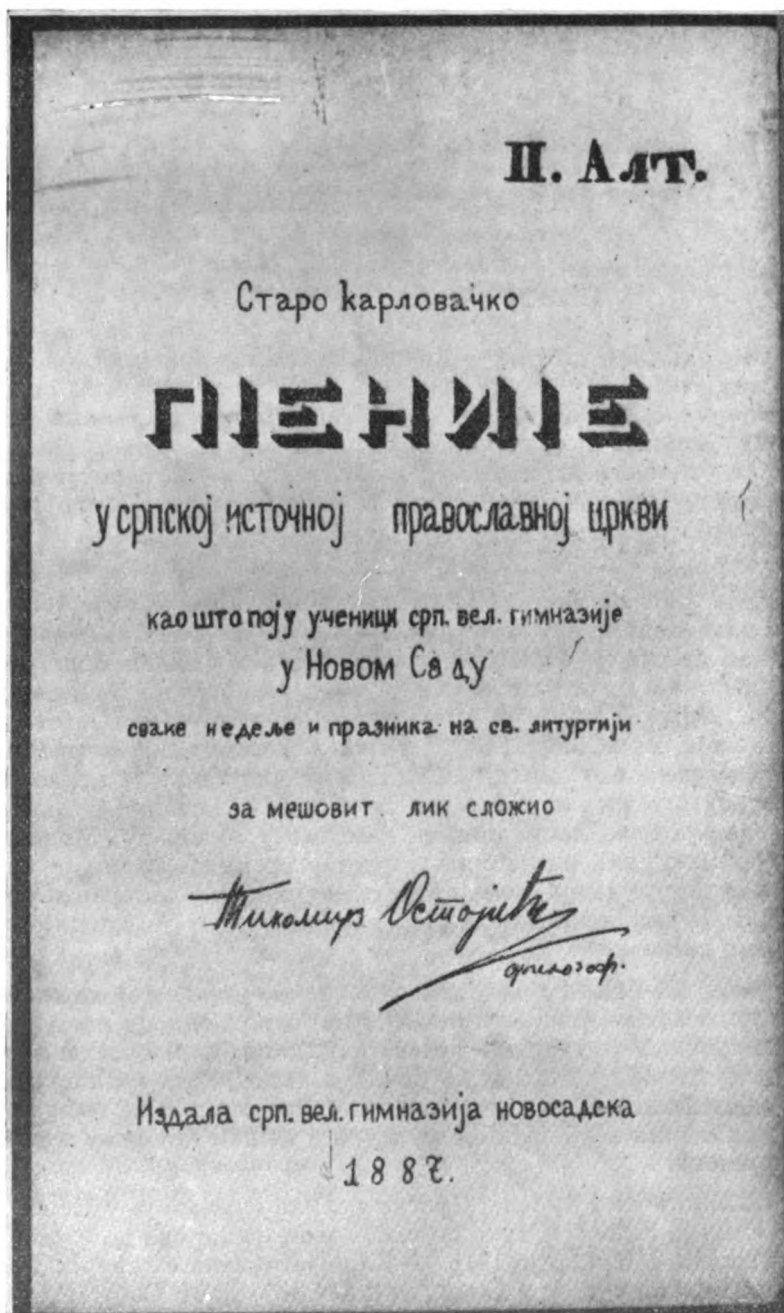 II. Алт.
Старо карловачко
ПЕНИЈЕ
у српској источној православној цркви
као што поју ученици срп. вел. гимназије
у Новом Саду
сваке недеље и празника на св. литургији
за мешовит лик сложио
Тихомир Остојић
филозоф.
Издала срп. вел. гимназија новосадска
1887.